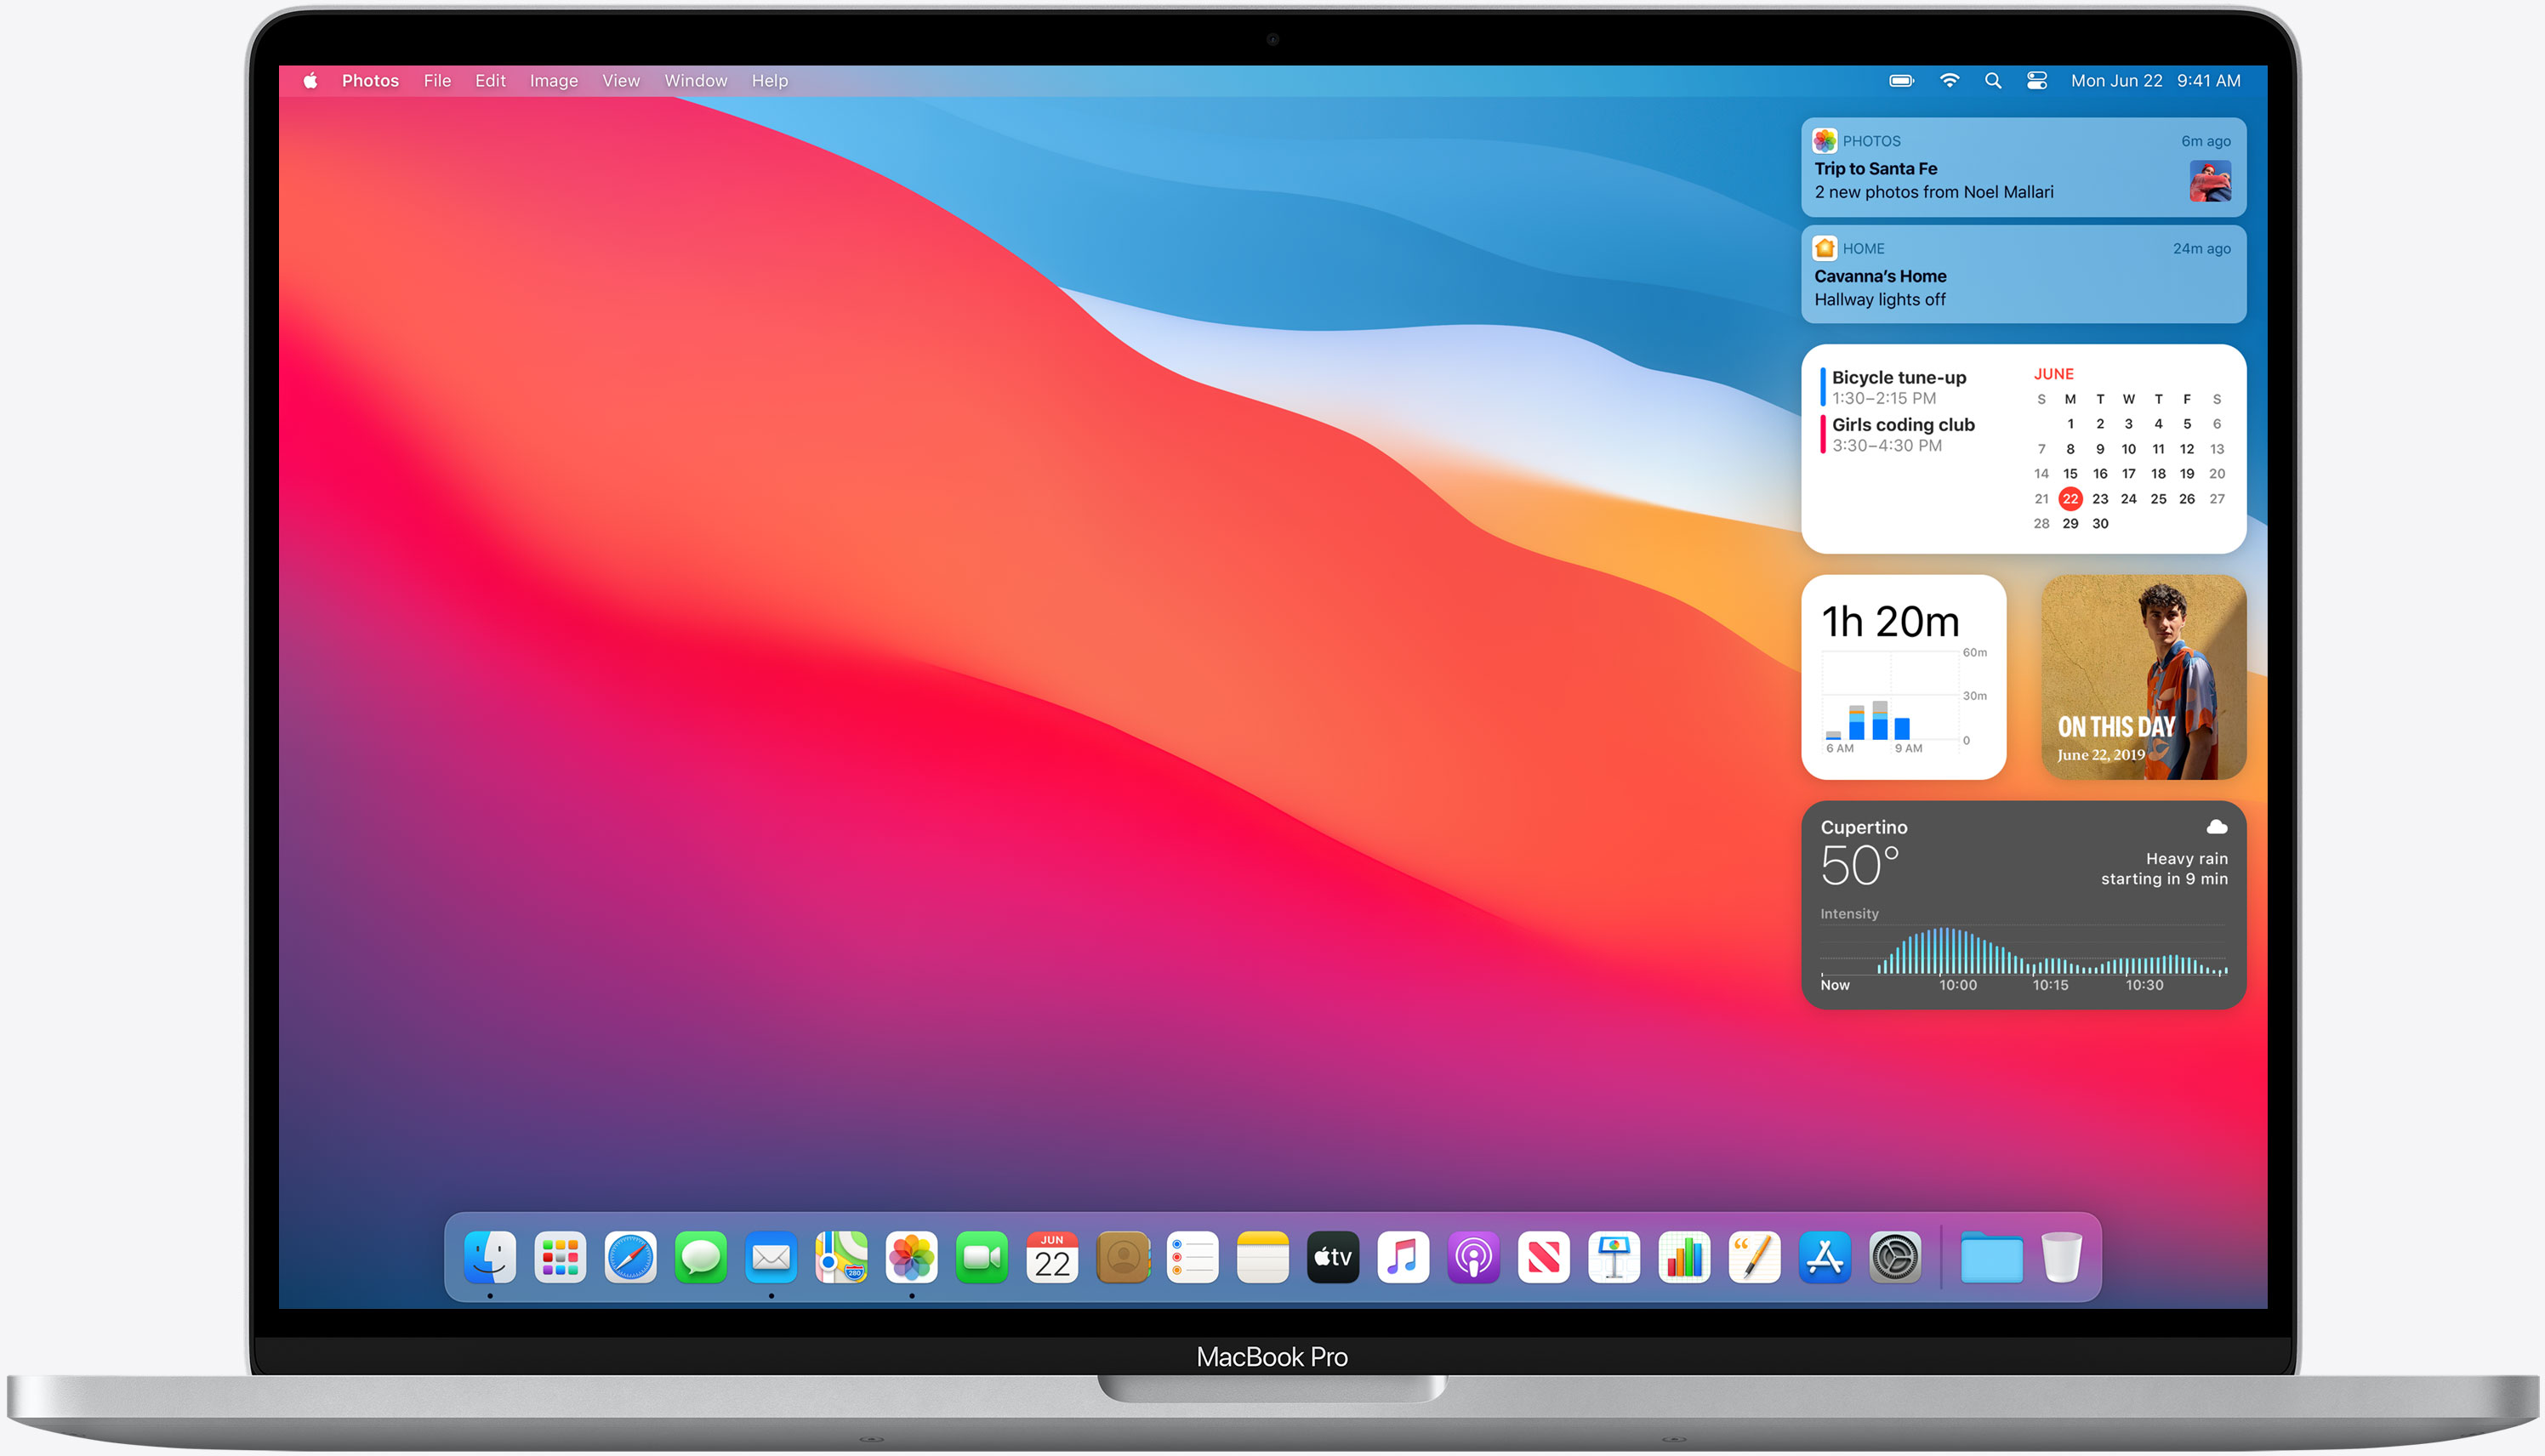 Photos File Edit Image View Window Help
Mon Jun 22 9:41 AM
PHOTOS 6m ago
Trip to Santa Fe
2 new photos from Noel Mallari
HOME 24m ago
Cavanna’s Home
Hallway lights off
Bicycle tune-up
1:30–2:15 PM
Girls coding club
3:30–4:30 PM
JUNE
S M T W T F S
1 2 3 4 5 6
7 8 9 10 11 12 13
14 15 16 17 18 19 20
21 22 23 24 25 26 27
28 29 30
1h 20m
60m
30m
0
6 AM 9 AM
ON THIS DAY
June 22, 2019
Cupertino
50°
Heavy rain
starting in 9 min
Intensity
Now 10:00 10:15 10:30
280
JUN
22
tv
MacBook Pro